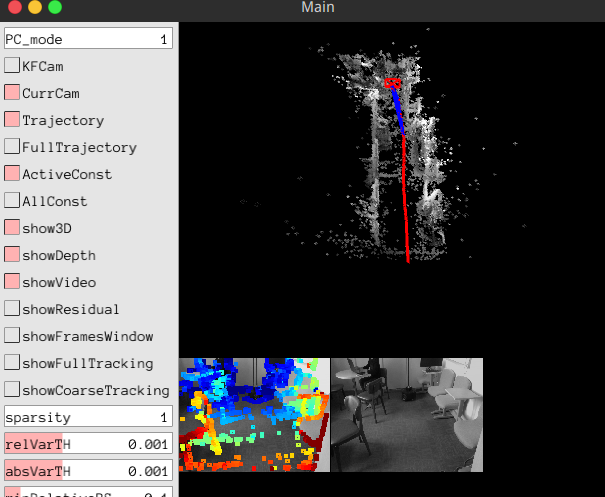 Main
PC_mode 1
KFCam
CurrCam
Trajectory
FullTrajectory
ActiveConst
AllConst
show3D
showDepth
showVideo
showResidual
showFramesWindow
showFullTracking
showCoarseTracking
sparsity 1
relVarTH 0.001
absVarTH 0.001